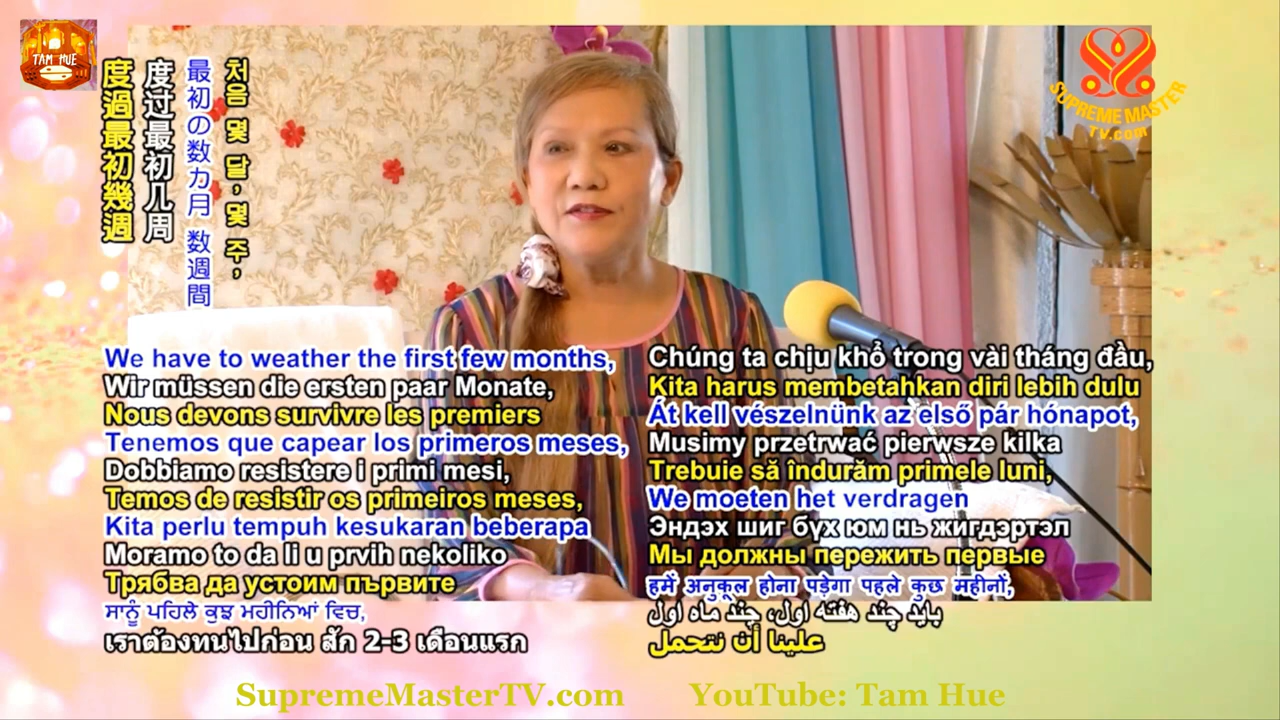 TAM HUE
SUPREME MASTER
TV.com
度過最初幾週
度过最初几周
最初の数カ月 数週間
처음 몇 달, 몇 주,
We have to weather the first few months,
Wir müssen die ersten paar Monate,
Nous devons survivre les premiers
Tenemos que capear los primeros meses,
Dobbiamo resistere i primi mesi,
Temos de resistir os primeiros meses,
Kita perlu tempuh kesukaran beberapa
Moramo to da li u prvih nekoliko
Трябва да устоим първите
ਸਾਨੂੰ ਪਹਿਲੇ ਕੁਝ ਮਹੀਨਿਆਂ ਵਿਚ,
เราต้องทนไปก่อน สัก 2-3 เดือนแรก
Chúng ta chịu khổ trong vài tháng đầu,
Kita harus membetahkan diri lebih dulu
Át kell vészelnünk az első pár hónapot,
Musimy przetrwać pierwsze kilka
Trebuie să îndurăm primele luni,
We moeten het verdragen
Эндэх шиг бүх юм нь жигдэртэл
Мы должны пережить первые
हमें अनुकूल होना पड़ेगा पहले कुछ महीनों,
باید چند هفته اول، چند ماه اول
علينا أن نتحمل
SupremeMasterTV.com
YouTube: Tam Hue